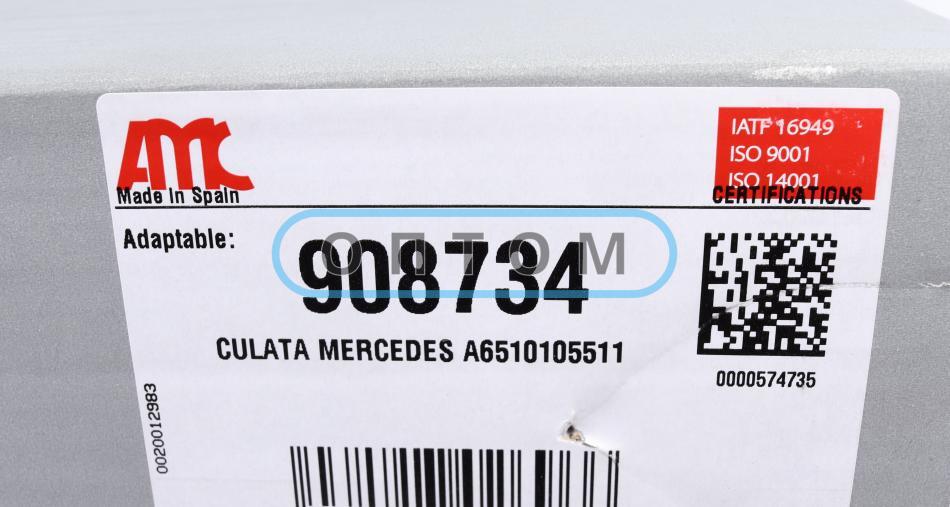 AMC
Made In Spain
IATF 16949
ISO 9001
ISO 14001
CERTIFICATIONS
Adaptable:
908734
ОПТОМ
CULATA MERCEDES A6510105511
0000574735
0020012983